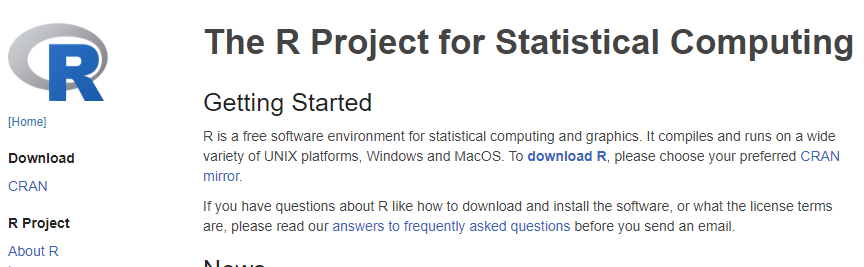 R
The R Project for Statistical Computing
[Home]
Download
CRAN
R Project
About R
Getting Started
R is a free software environment for statistical computing and graphics. It compiles and runs on a wide
variety of UNIX platforms, Windows and MacOS. To download R, please choose your preferred CRAN
mirror.
If you have questions about R like how to download and install the software, or what the license terms
are, please read our answers to frequently asked questions before you send an email.
News